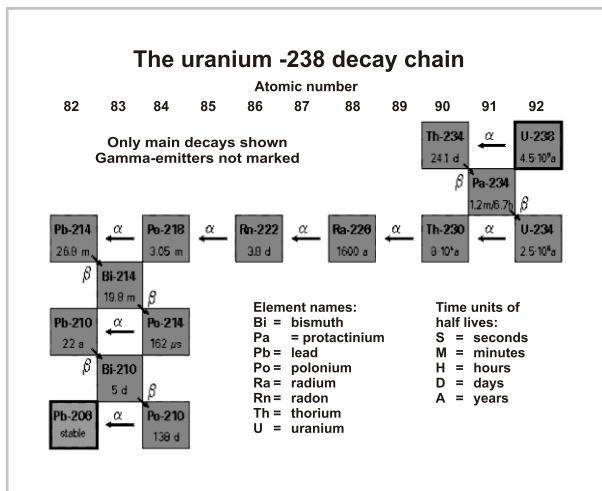 The uranium -238 decay chain
Atomic number
82 83 84 85 86 87 88 89 90 91 92
Only main decays shown
Gamma-emitters not marked
Th-234 α U-238
24.1 d 4.5·10⁹a
β Pa-234
1.2m/6.7h β
Pb-214 α Po-218 α Rn-222 α Ra-226 α Th-230 α U-234
26.8 m 3.05 m 3.8 d 1600 a 8·10⁴a 2.5·10⁵a
β Bi-214
19.8 m β
Pb-210 α Po-214
22 a 162 μs
β Bi-210
5 d β
Pb-206 α Po-210
stable 138 d
Element names:
Bi = bismuth
Pa = protactinium
Pb = lead
Po = polonium
Ra = radium
Rn = radon
Th = thorium
U = uranium
Time units of
half lives:
S = seconds
M = minutes
H = hours
D = days
A = years